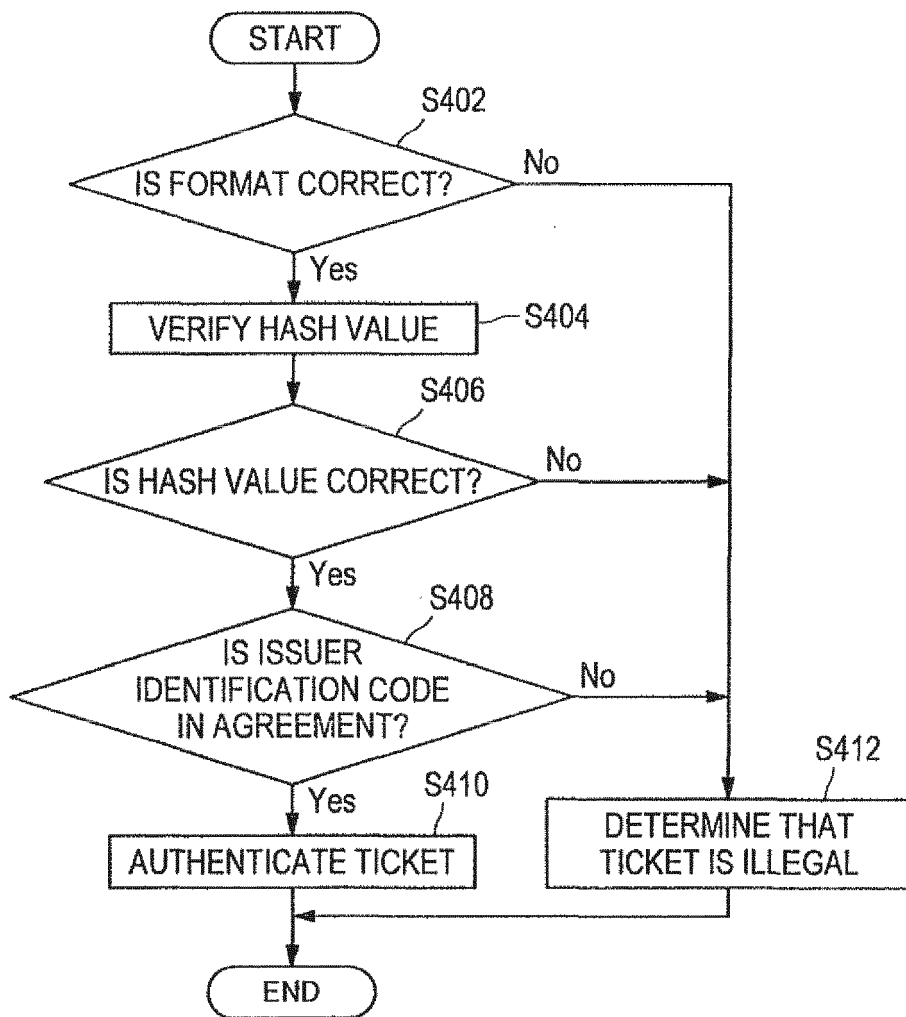 START
S402
IS FORMAT CORRECT?
No
Yes
VERIFY HASH VALUE
S404
S406
IS HASH VALUE CORRECT?
No
Yes
S408
IS ISSUER
IDENTIFICATION CODE
IN AGREEMENT?
No
Yes
S410
AUTHENTICATE TICKET
S412
DETERMINE THAT
TICKET IS ILLEGAL
END